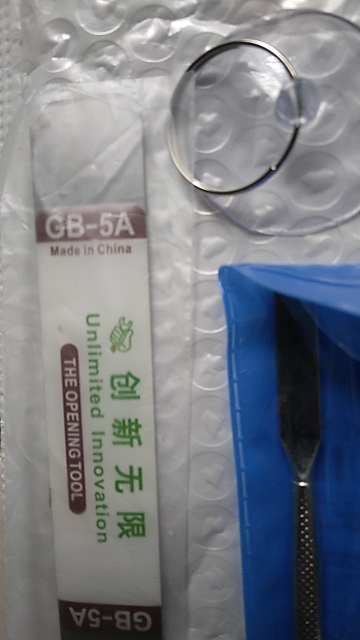 GB-5A
Made in China
创新无限
Unlimited Innovation
THE OPENING TOOL
GB-5A